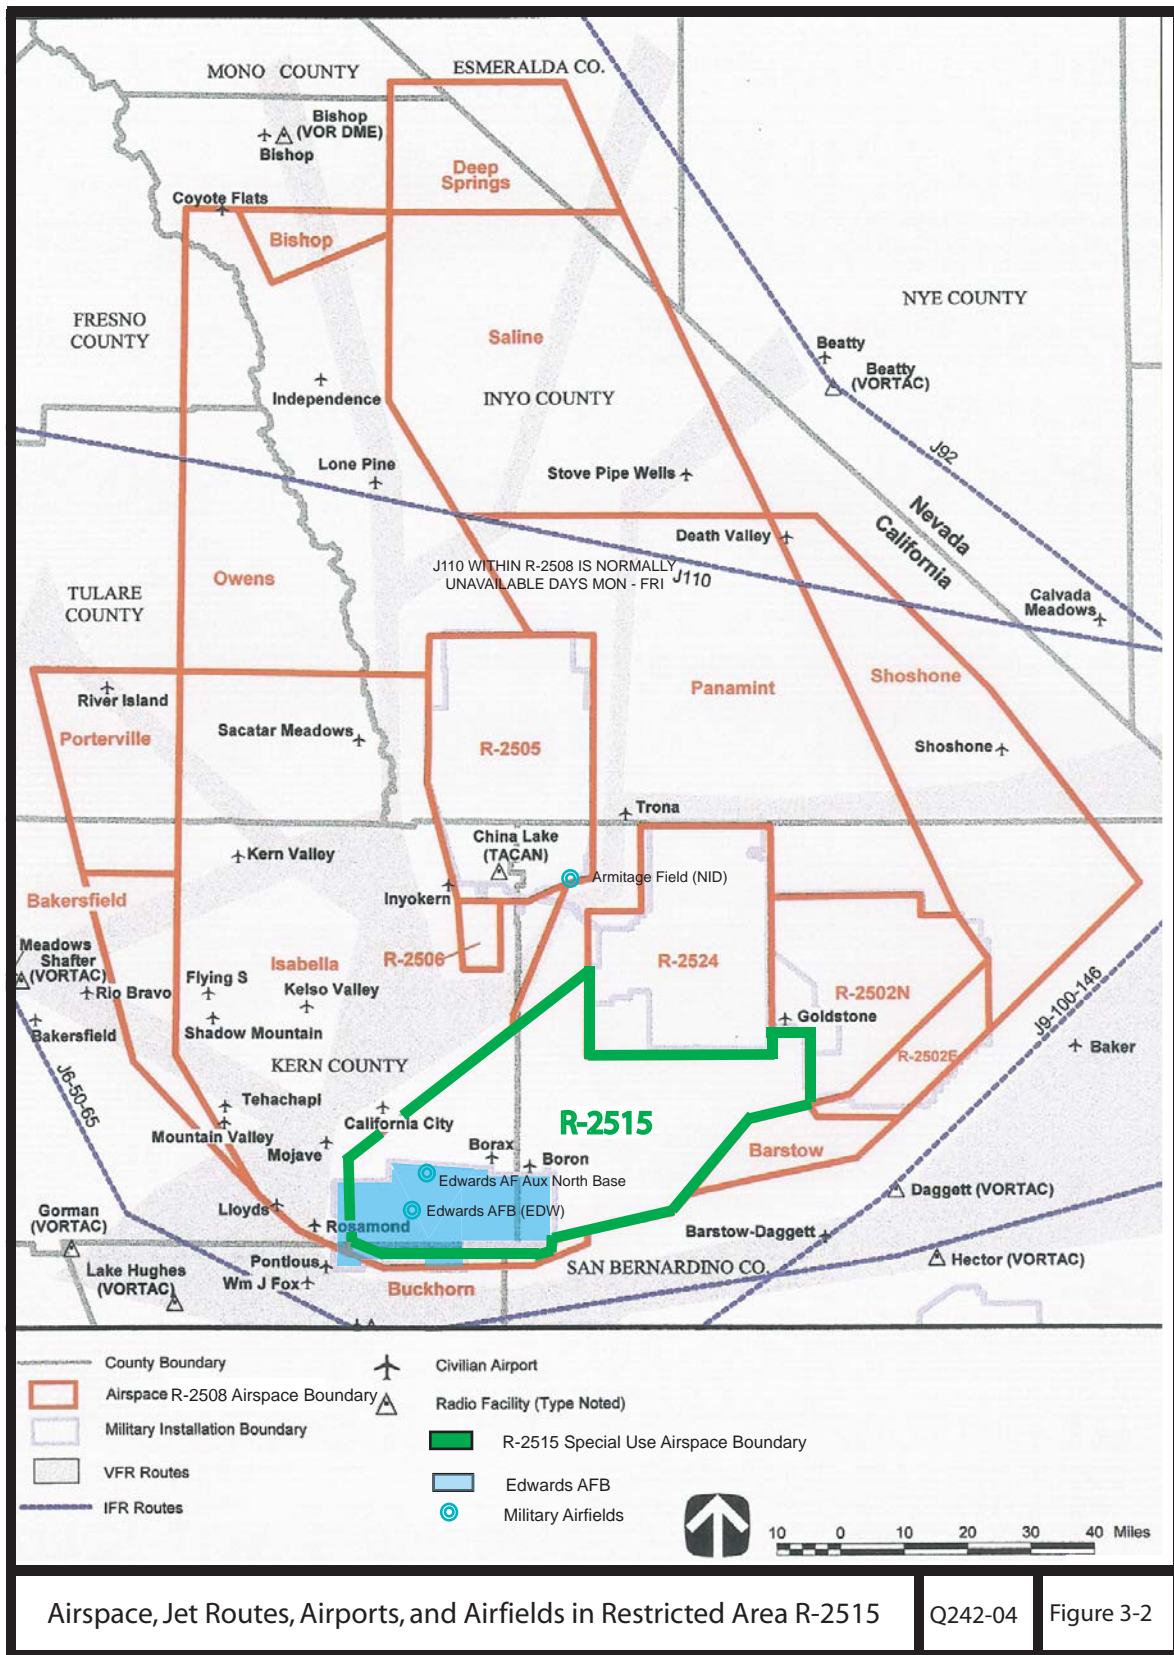 MONO COUNTY
ESMERALDA CO.
Bishop
(VOR DME)
Bishop
Deep
Springs
Coyote Flats
Bishop
NYE COUNTY
FRESNO
COUNTY
Saline
Beatty
Beatty
(VORTAC)
Independence
INYO COUNTY
J92
Lone Pine
Stove Pipe Wells
Nevada
California
Death Valley
J110 WITHIN R-2508 IS NORMALLY
UNAVAILABLE DAYS MON - FRI
J110
Owens
TULARE
COUNTY
Calvada
Meadows
Shoshone
Panamint
River Island
Porterville
Sacatar Meadows
R-2505
Shoshone
Trona
China Lake
(TACAN)
Kern Valley
Armitage Field (NID)
Inyokern
Bakersfield
Meadows
Shafter
(VORTAC)
Isabella
R-2506
R-2524
Flying S
Kelso Valley
Rio Bravo
R-2502N
J9-100-146
Bakersfield
Shadow Mountain
Goldstone
Baker
R-2502E
KERN COUNTY
J6-50-65
Tehachapi
California City
R-2515
Mountain Valley
Mojave
Borax
Boron
Barstow
Edwards AF Aux North Base
Daggett (VORTAC)
Gorman
(VORTAC)
Lloyds
Edwards AFB (EDW)
Rosamond
Barstow-Daggett
Pontious
SAN BERNARDINO CO.
Hector (VORTAC)
Lake Hughes
(VORTAC)
Wm J Fox
Buckhorn
County Boundary
Civilian Airport
Airspace R-2508 Airspace Boundary
Radio Facility (Type Noted)
Military Installation Boundary
R-2515 Special Use Airspace Boundary
VFR Routes
Edwards AFB
IFR Routes
Military Airfields
10 0 10 20 30 40 Miles
Airspace, Jet Routes, Airports, and Airfields in Restricted Area R-2515
Q242-04
Figure 3-2